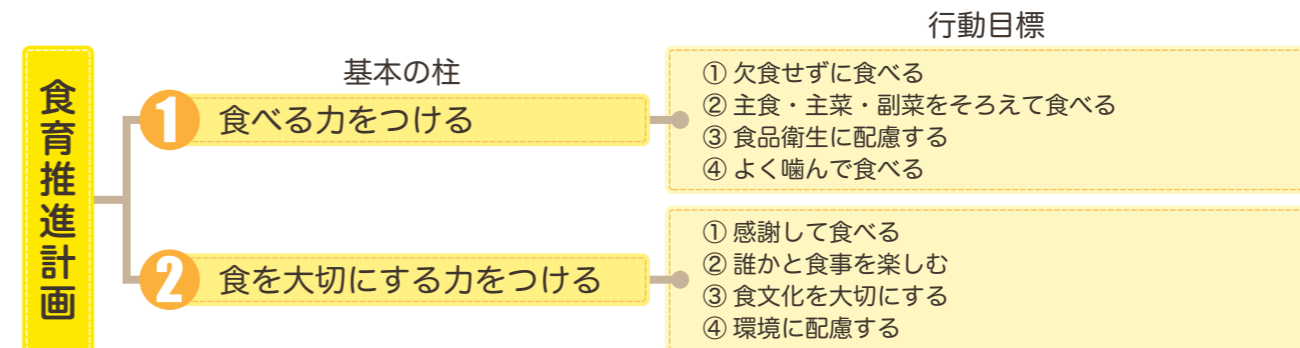 食育推進計画
基本の柱
行動目標
1 食べる力をつける
① 欠食せずに食べる
② 主食・主菜・副菜をそろえて食べる
③ 食品衛生に配慮する
④ よく噛んで食べる
2 食を大切にする力をつける
① 感謝して食べる
② 誰かと食事を楽しむ
③ 食文化を大切にする
④ 環境に配慮する